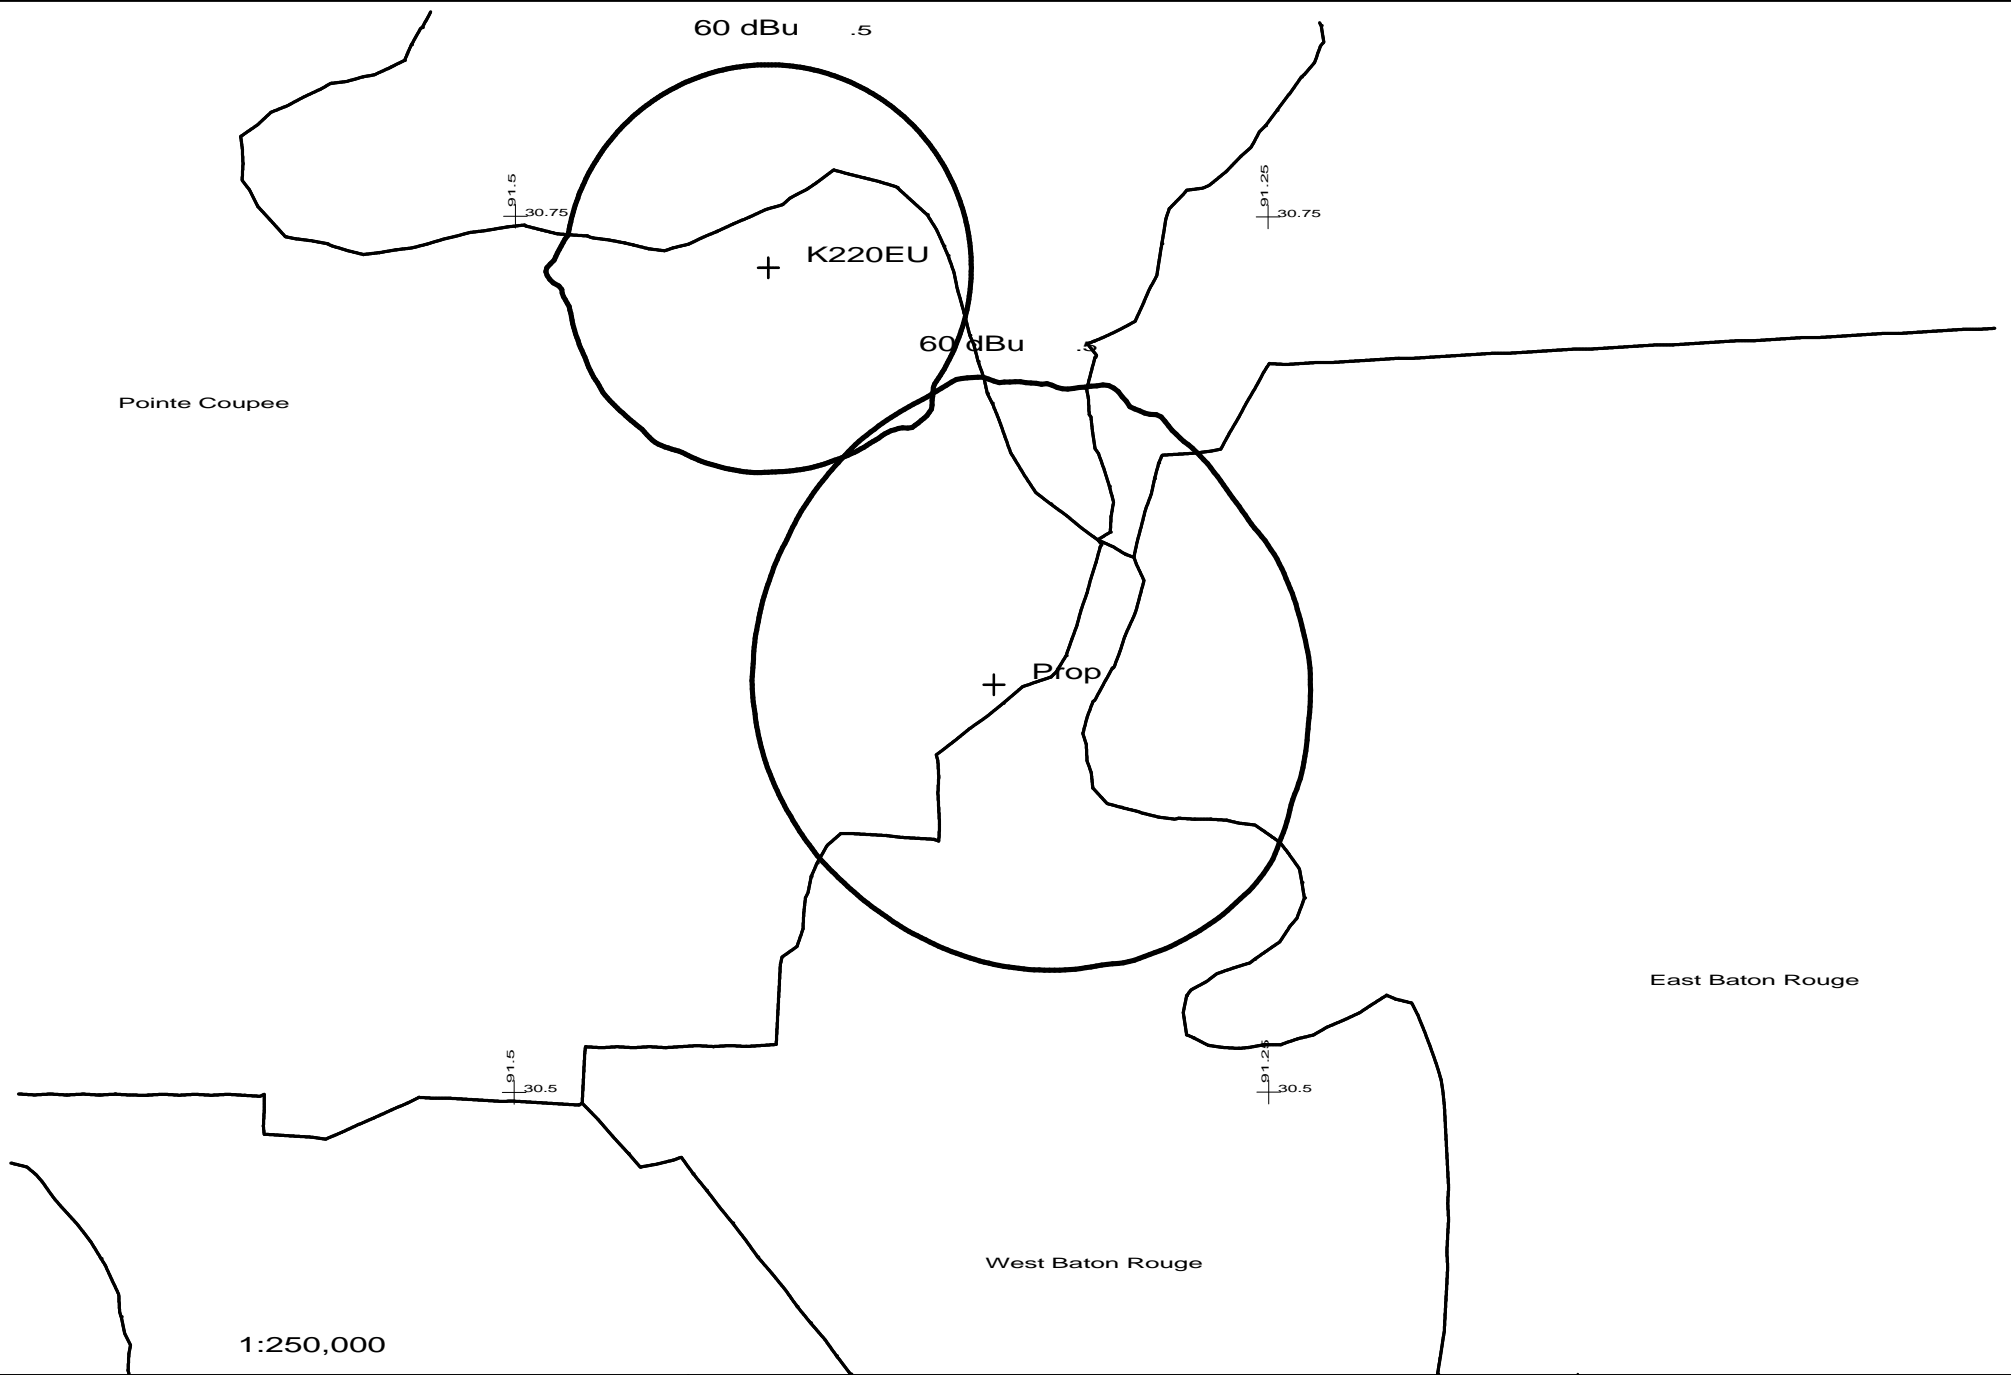 60 dBu .5
91.5
30.75
91.25
30.75
K220EU
60 dBu .5
Pointe Coupee
Prop
East Baton Rouge
91.5
30.5
91.25
30.5
West Baton Rouge
1:250,000